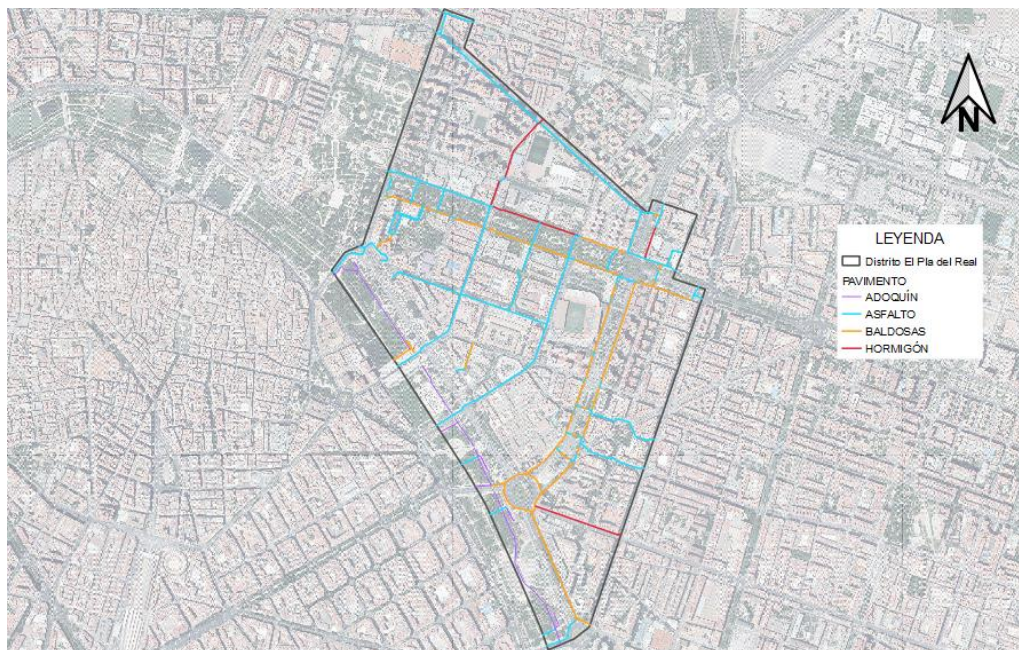 N
LEYENDA
Distrito El Pla del Real
PAVIMENTO
ADOQUÍN
ASFALTO
BALDOSAS
HORMIGÓN